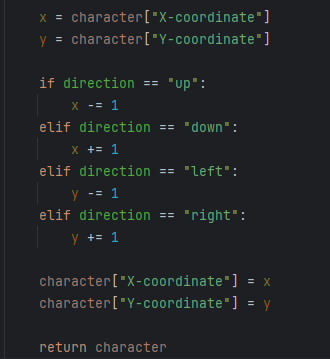 x = character["X-coordinate"]
y = character["Y-coordinate"]

if direction == "up":
    x -= 1
elif direction == "down":
    x += 1
elif direction == "left":
    y -= 1
elif direction == "right":
    y += 1

character["X-coordinate"] = x
character["Y-coordinate"] = y

return character